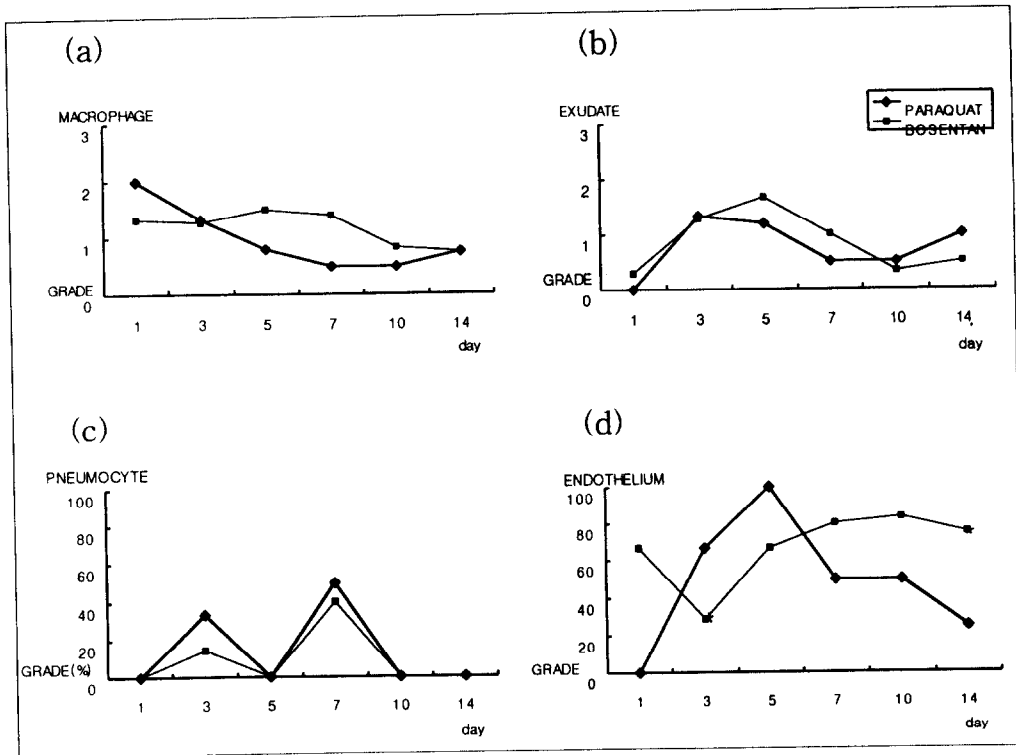 (a)
MACROPHAGE
3
2
1
GRADE
0
1 3 5 7 10 14
day
(b)
EXUDATE
3
2
1
GRADE
0
1 3 5 7 10 14
day
PARAQUAT
BOSENTAN
(c)
PNEUMOCYTE
100
80
60
40
20
GRADE(%)
0
1 3 5 7 10 14
day
(d)
ENDOTHELIUM
100
80
60
40
20
GRADE
0
1 3 5 7 10 14
day